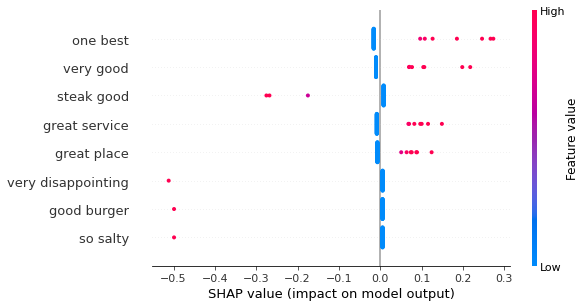 High
one best
very good
steak good
great service
great place
very disappointing
good burger
so salty
Low
Feature value
−0.5 −0.4 −0.3 −0.2 −0.1 0.0 0.1 0.2 0.3
SHAP value (impact on model output)